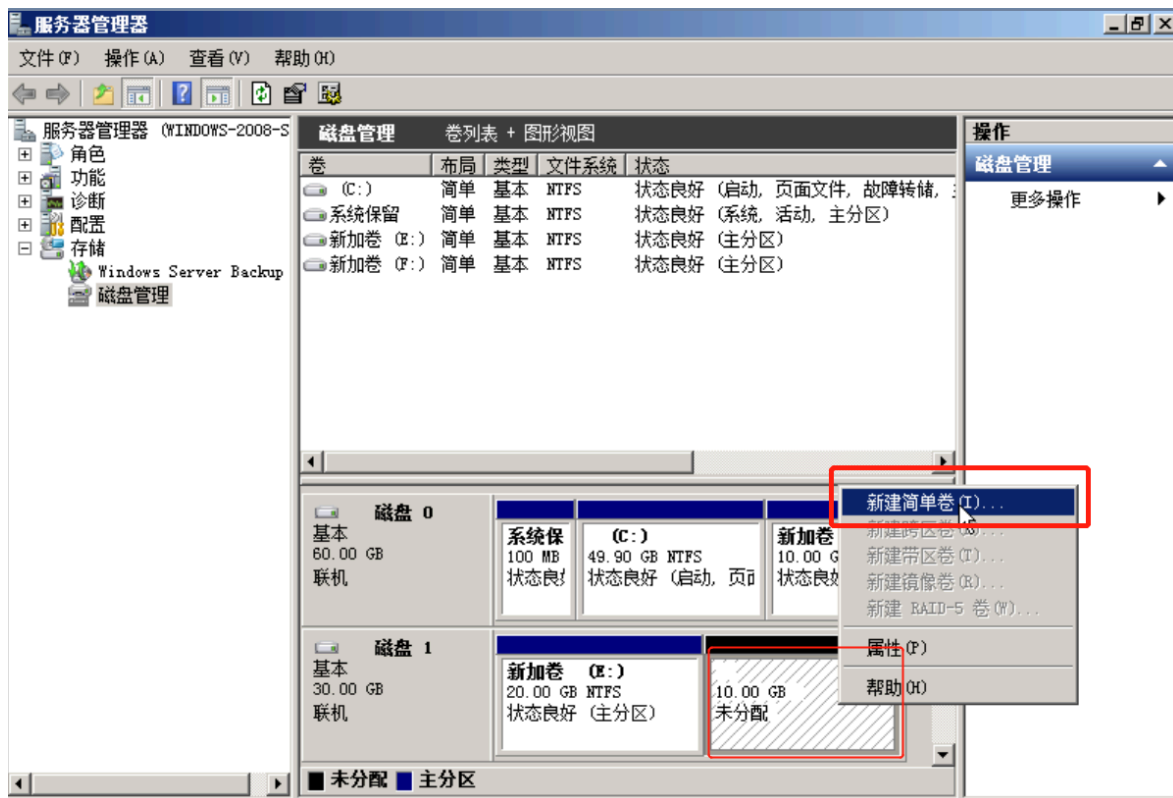 服务器管理器
文件(F) 操作(A) 查看(V) 帮助(H)
服务器管理器 (WINDOWS-2008-S
角色
功能
诊断
配置
存储
Windows Server Backup
磁盘管理
磁盘管理 卷列表 + 图形视图
卷 布局 类型 文件系统 状态
(C:) 简单 基本 NTFS 状态良好 (启动, 页面文件, 故障转储,
系统保留 简单 基本 NTFS 状态良好 (系统, 活动, 主分区)
新加卷 (E:) 简单 基本 NTFS 状态良好 (主分区)
新加卷 (F:) 简单 基本 NTFS 状态良好 (主分区)
磁盘 0
基本
60.00 GB
联机
系统保
100 MB
状态良
(C:)
49.90 GB NTFS
状态良好 (启动, 页
新加卷
10.00 G
状态良
磁盘 1
基本
30.00 GB
联机
新加卷 (E:)
20.00 GB NTFS
状态良好 (主分区)
10.00 GB
未分配
未分配 主分区
新建简单卷(I)...
新建跨区卷
新建带区卷(T)...
新建镜像卷(R)...
新建 RAID-5 卷(W)...
属性(P)
帮助(H)
操作
磁盘管理
更多操作